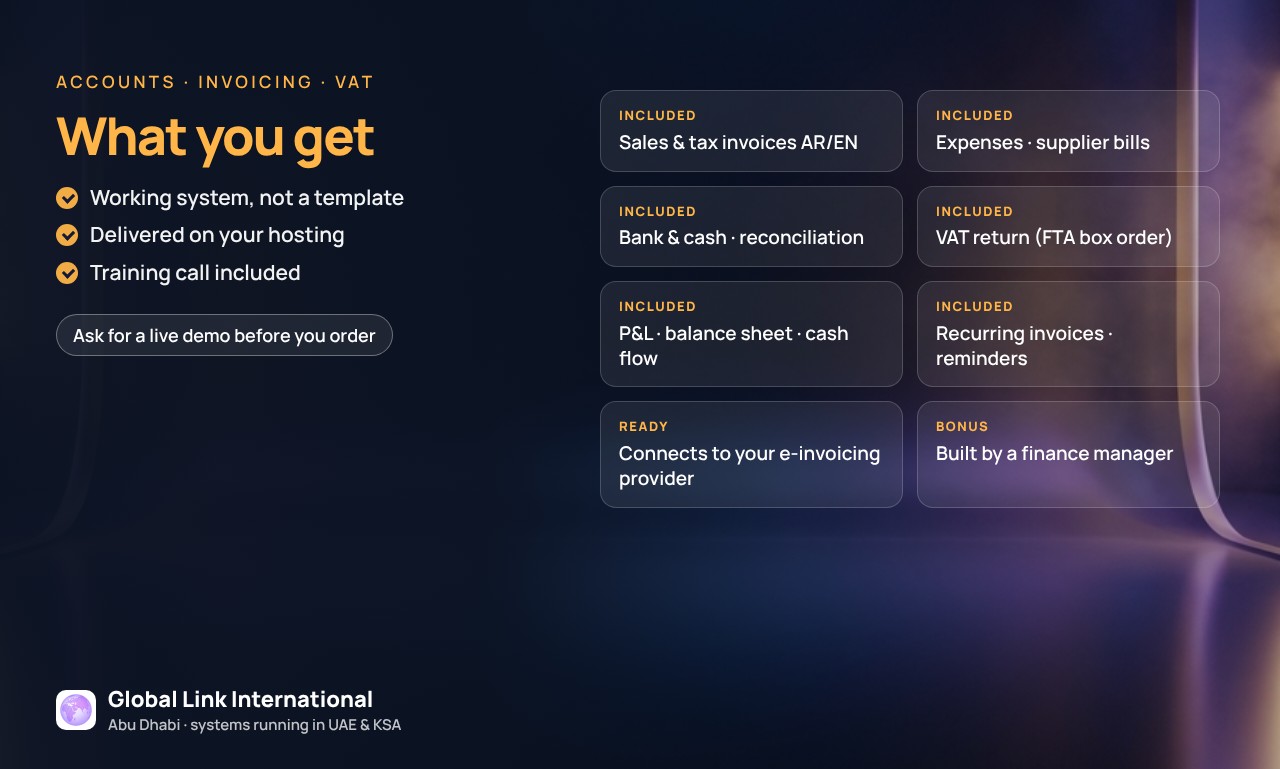 ACCOUNTS · INVOICING · VAT
What you get
Working system, not a template
Delivered on your hosting
Training call included
Ask for a live demo before you order
INCLUDED
Sales & tax invoices AR/EN
INCLUDED
Expenses · supplier bills
INCLUDED
Bank & cash · reconciliation
INCLUDED
VAT return (FTA box order)
INCLUDED
P&L · balance sheet · cash
flow
INCLUDED
Recurring invoices ·
reminders
READY
Connects to your e-invoicing
provider
BONUS
Built by a finance manager
Global Link International
Abu Dhabi · systems running in UAE & KSA